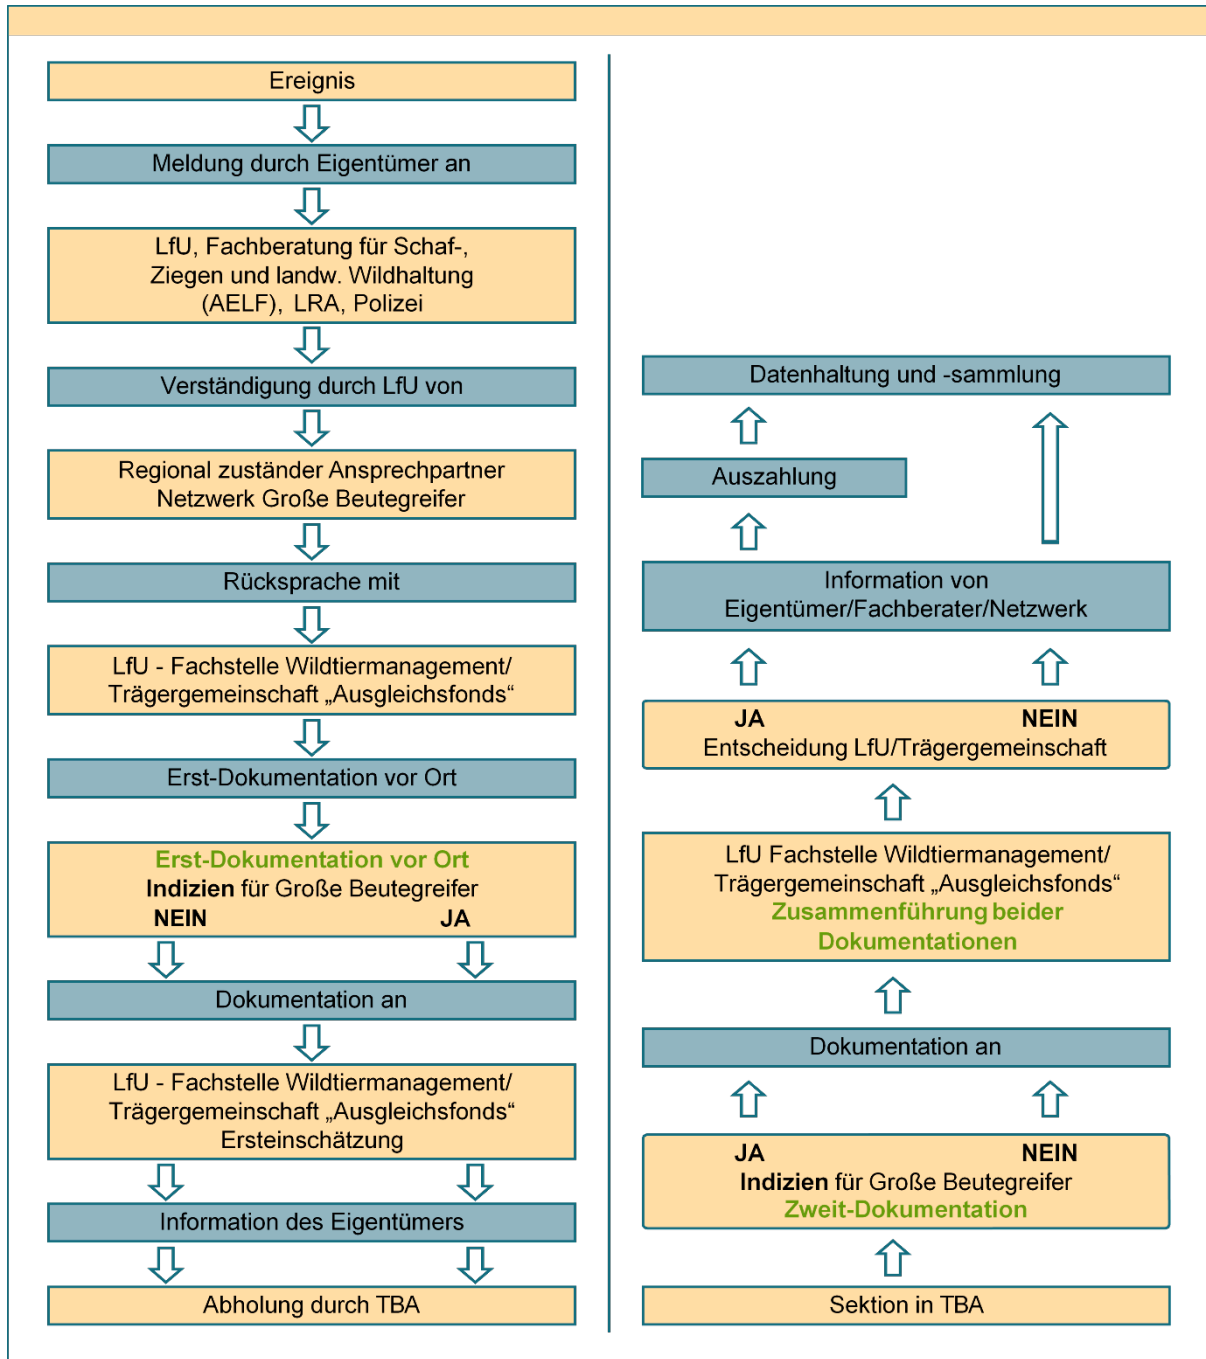 Ereignis
Meldung durch Eigentümer an
LfU, Fachberatung für Schaf-,
Ziegen und landw. Wildhaltung
(AELF), LRA, Polizei
Verständigung durch LfU von
Regional zuständer Ansprechpartner
Netzwerk Große Beutegreifer
Rücksprache mit
LfU - Fachstelle Wildtiermanagement/
Trägergemeinschaft „Ausgleichsfonds“
Erst-Dokumentation vor Ort
Erst-Dokumentation vor Ort
Indizien für Große Beutegreifer
NEIN JA
Dokumentation an
LfU - Fachstelle Wildtiermanagement/
Trägergemeinschaft „Ausgleichsfonds“
Ersteinschätzung
Information des Eigentümers
Abholung durch TBA
Datenhaltung und -sammlung
Auszahlung
Information von
Eigentümer/Fachberater/Netzwerk
JA NEIN
Entscheidung LfU/Trägergemeinschaft
LfU Fachstelle Wildtiermanagement/
Trägergemeinschaft „Ausgleichsfonds“
Zusammenführung beider
Dokumentationen
Dokumentation an
JA NEIN
Indizien für Große Beutegreifer
Zweit-Dokumentation
Sektion in TBA